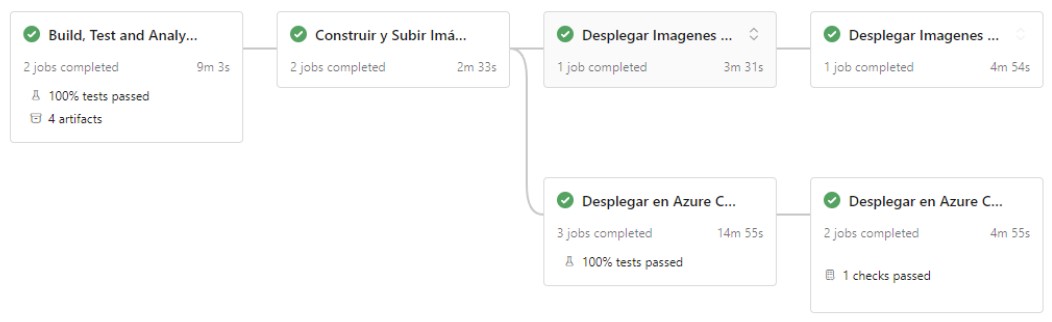 Build, Test and Analy...
2 jobs completed 9m 3s
100% tests passed
4 artifacts
Construir y Subir Imá...
2 jobs completed 2m 33s
Desplegar Imagenes ...
1 job completed 3m 31s
Desplegar Imagenes ...
1 job completed 4m 54s
Desplegar en Azure C...
3 jobs completed 14m 55s
100% tests passed
Desplegar en Azure C...
2 jobs completed 4m 55s
1 checks passed